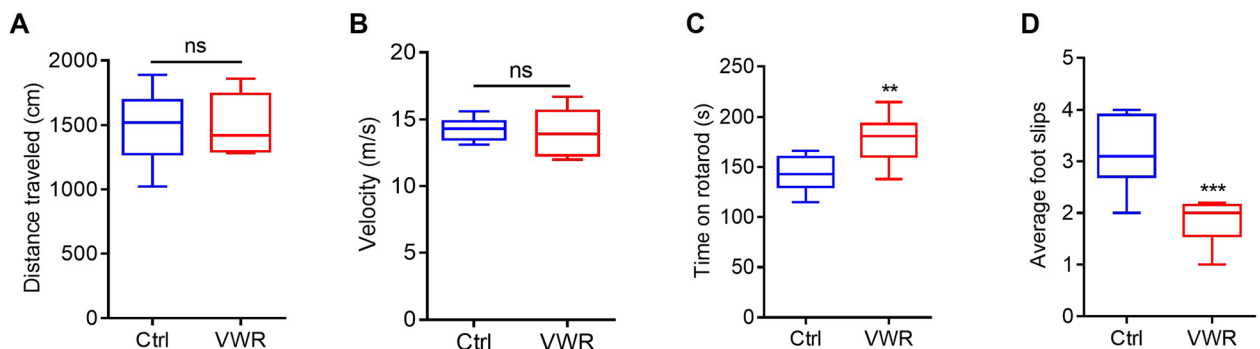 A
ns
Distance traveled (cm)
2000
1500
1000
500
0
Ctrl VWR
B
ns
Velocity (m/s)
20
15
10
5
0
Ctrl VWR
C
**
Time on rotarod (s)
250
200
150
100
50
0
Ctrl VWR
D
***
Average foot slips
5
4
3
2
1
0
Ctrl VWR